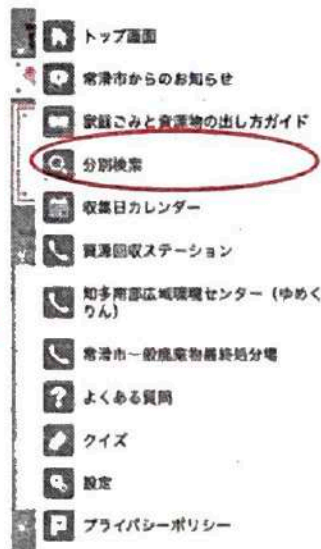 トップ画面
常滑市からのお知らせ
家庭ごみと資源物の出し方ガイド
分別検索
収集日カレンダー
資源回収ステーション
知多南部広域環境センター（ゆめく
りん）
常滑市一般廃棄物最終処分場
よくある質問
クイズ
設定
プライバシーポリシー